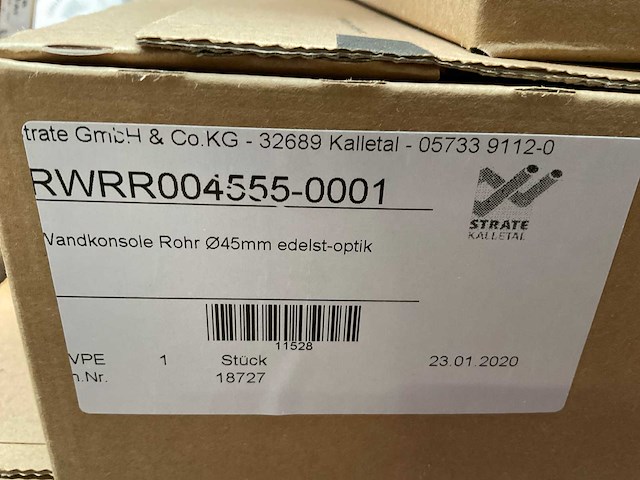 trate GmbH & Co.KG - 32689 Kalletal - 05733 9112-0
RWRR004555-0001
STRATE
KALLETAL
Wandkonsole Rohr Ø45mm edelst-optik
11528
VPE 1 Stück 23.01.2020
n.Nr. 18727